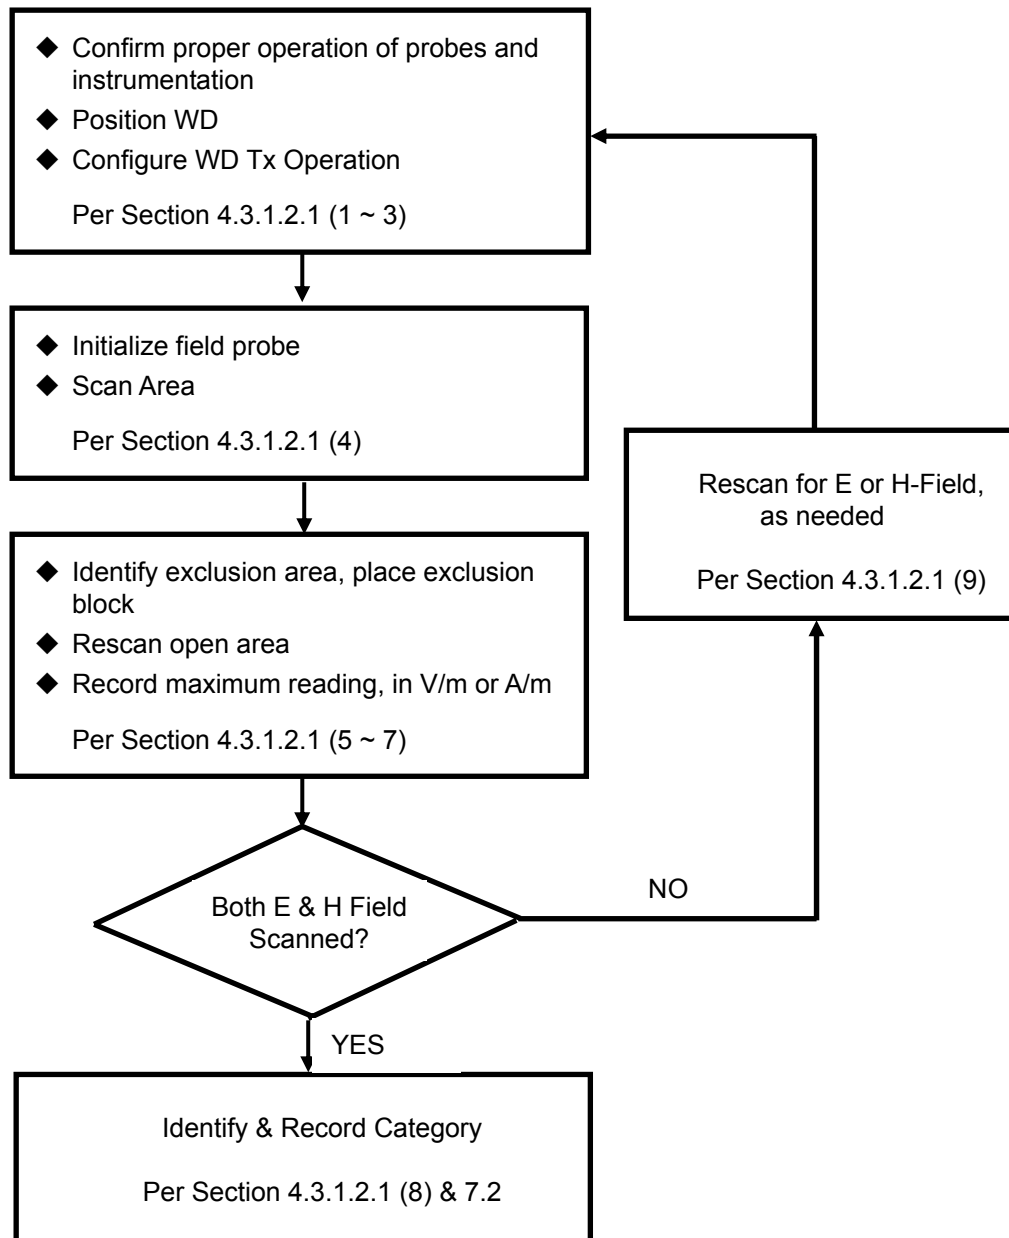 ◆ Confirm proper operation of probes and
instrumentation
◆ Position WD
◆ Configure WD Tx Operation
Per Section 4.3.1.2.1 (1 ~ 3)
◆ Initialize field probe
◆ Scan Area
Per Section 4.3.1.2.1 (4)
Rescan for E or H-Field,
as needed
Per Section 4.3.1.2.1 (9)
◆ Identify exclusion area, place exclusion
block
◆ Rescan open area
◆ Record maximum reading, in V/m or A/m
Per Section 4.3.1.2.1 (5 ~ 7)
Both E & H Field
Scanned?
NO
YES
Identify & Record Category
Per Section 4.3.1.2.1 (8) & 7.2